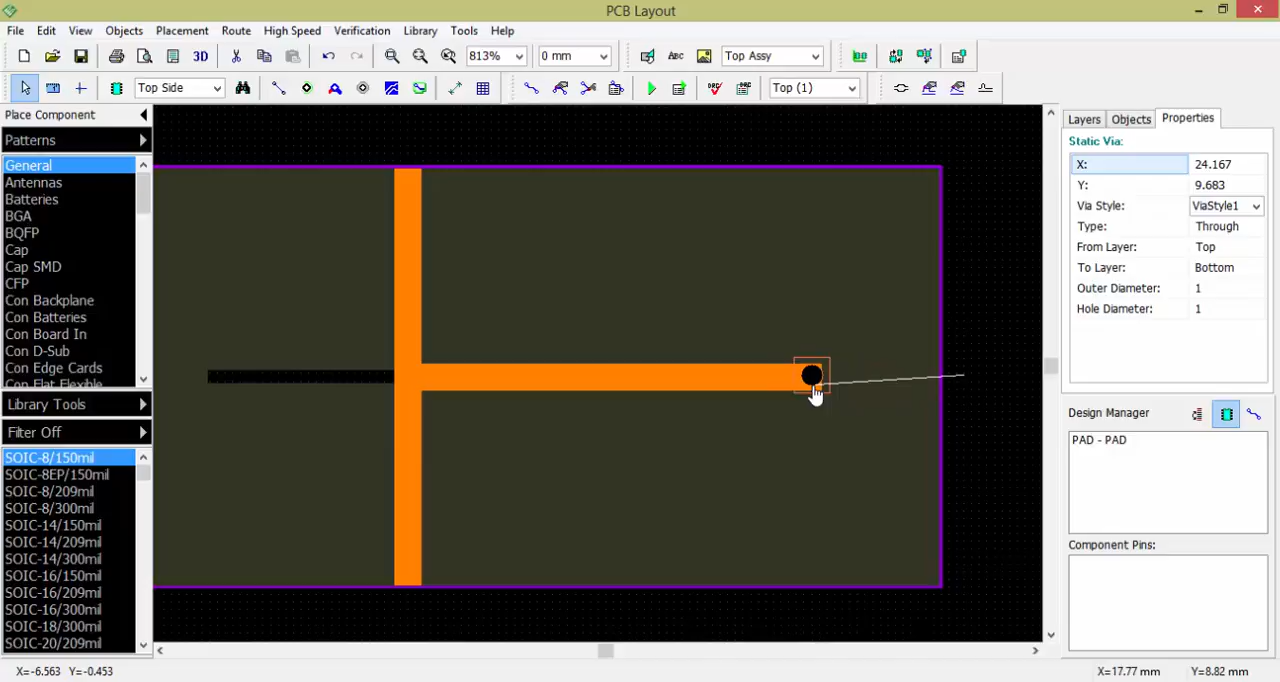 PCB Layout
File Edit View Objects Placement Route High Speed Verification Library Tools Help
3D 813% 0 mm Abc Top Assy
Top Side DRC Top (1)
Place Component
Patterns
General
Antennas
Batteries
BGA
BQFP
Cap
Cap SMD
CFP
Con Backplane
Con Batteries
Con Board In
Con D-Sub
Con Edge Cards
Con Flat Flexible
Library Tools
Filter Off
SOIC-8/150mil
SOIC-8EP/150mil
SOIC-8/209mil
SOIC-8/300mil
SOIC-14/150mil
SOIC-14/209mil
SOIC-14/300mil
SOIC-16/150mil
SOIC-16/209mil
SOIC-16/300mil
SOIC-18/300mil
SOIC-20/209mil
Layers Objects Properties
Static Via:
X: 24.167
Y: 9.683
Via Style: ViaStyle1
Type: Through
From Layer: Top
To Layer: Bottom
Outer Diameter: 1
Hole Diameter: 1
Design Manager
PAD - PAD
Component Pins:
X=-6.563 Y=-0.453 X=17.77 mm Y=8.82 mm